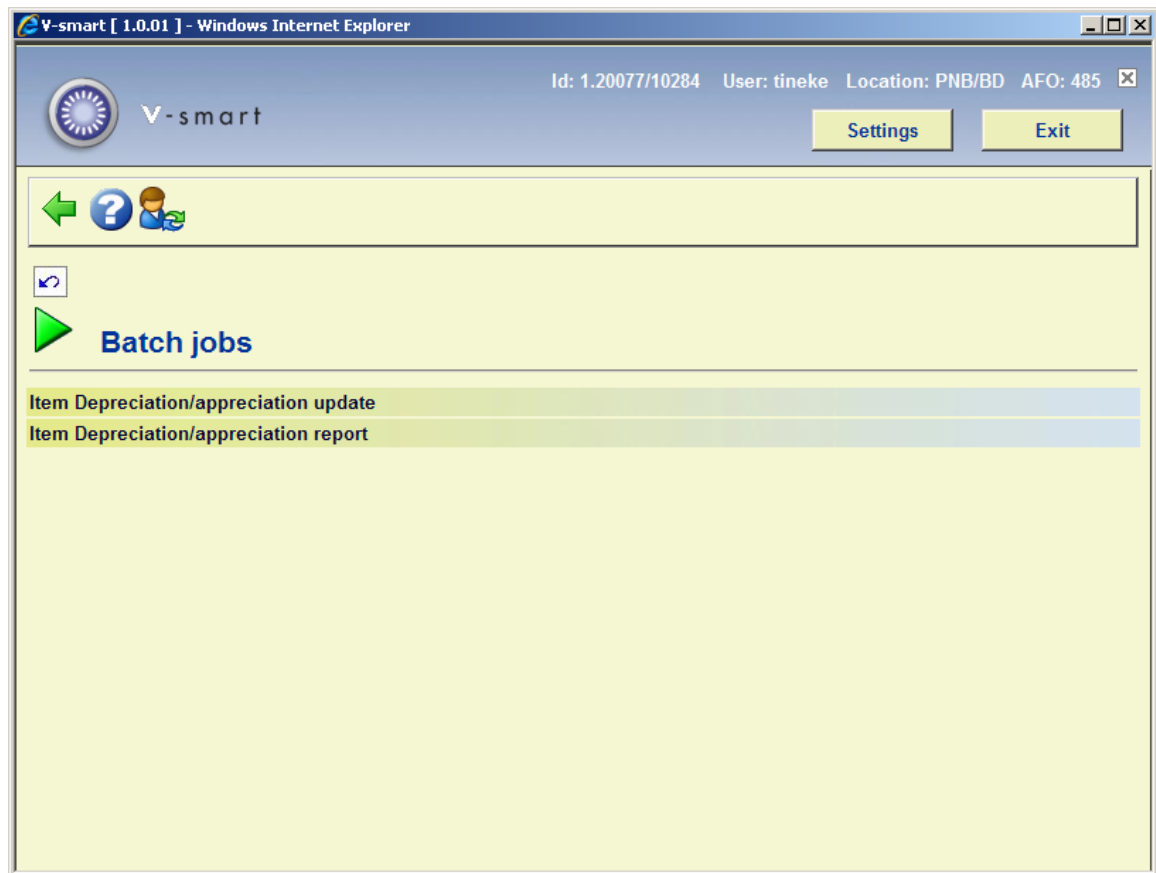 V-smart [ 1.0.01 ] - Windows Internet Explorer
Id: 1.20077/10284 User: tineke Location: PNB/BD AFO: 485
V-smart
Settings Exit
Batch jobs
Item Depreciation/appreciation update
Item Depreciation/appreciation report